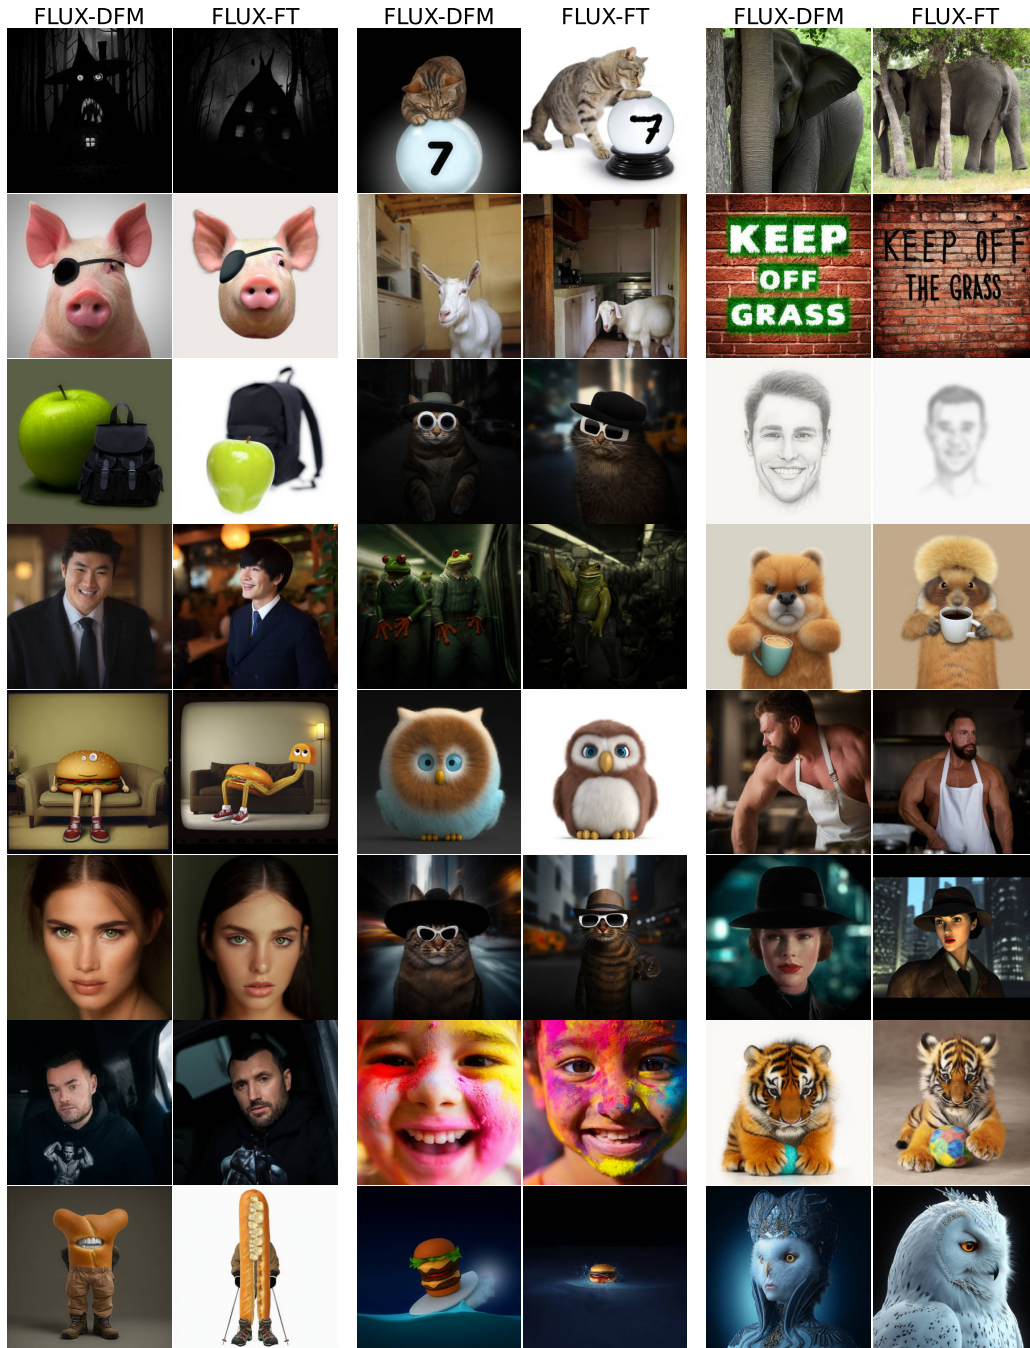 FLUX-DFM FLUX-FT FLUX-DFM FLUX-FT FLUX-DFM FLUX-FT
7
7
KEEP
OFF
GRASS
KEEP OFF
THE GRASS